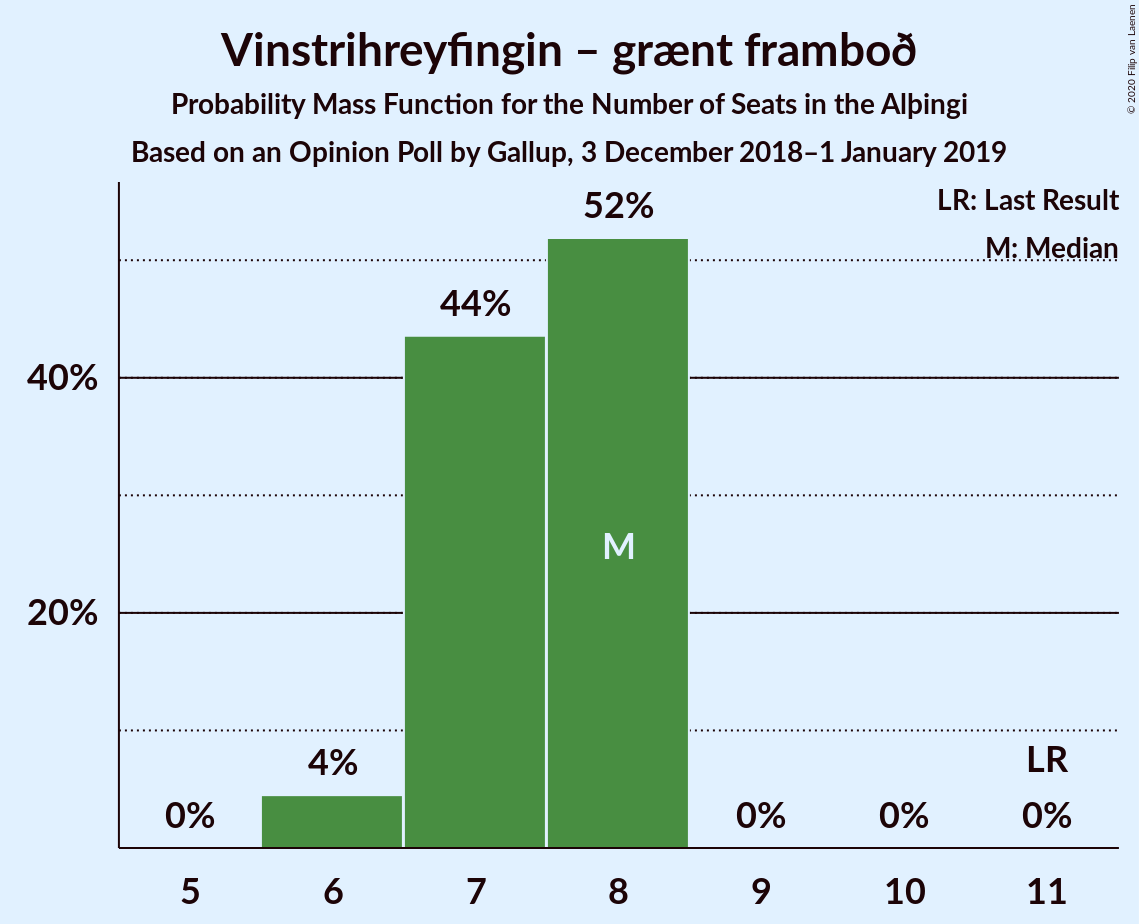 Vinstrihreyfingin – grænt framboð
Probability Mass Function for the Number of Seats in the Alþingi
Based on an Opinion Poll by Gallup, 3 December 2018–1 January 2019
© 2020 Filip van Laenen
LR: Last Result
M: Median
52%
44%
40%
M
20%
4%
LR
0%
0%
0%
0%
5
6
7
8
9
10
11